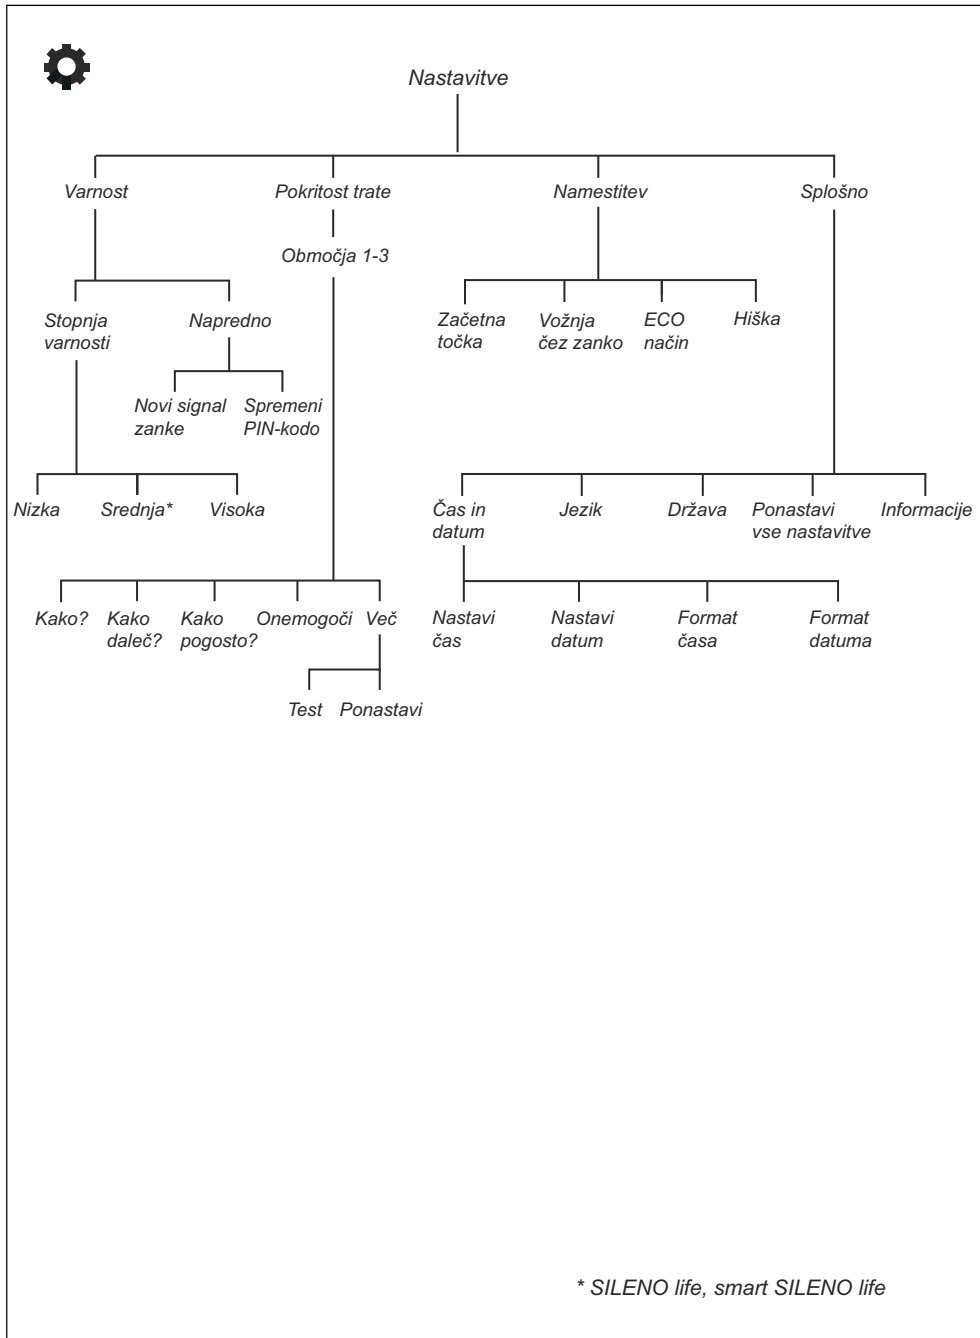 Nastavitve
Varnost
Pokritost trate
Namestitev
Splošno
Območja 1-3
Stopnja
varnosti
Napredno
Začetna
točka
Vožnja
čez zanko
ECO
način
Hiška
Novi signal
zanke
Spremeni
PIN-kodo
Nizka
Srednja*
Visoka
Čas in
datum
Jezik
Država
Ponastavi
vse nastavitve
Informacije
Kako?
Kako
daleč?
Kako
pogosto?
Onemogoči
Več
Nastavi
čas
Nastavi
datum
Format
časa
Format
datuma
Test
Ponastavi
* SILENO life, smart SILENO life